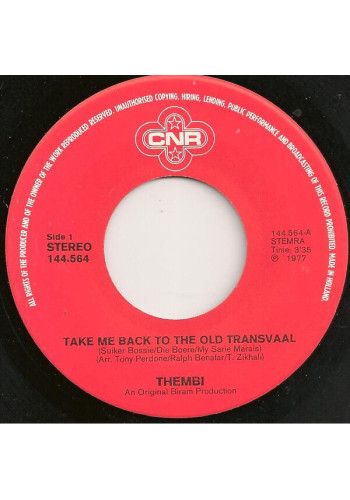 ALL RIGHTS OF THE PRODUCER AND OF THE OWNER OF THE WORK REPRODUCED RESERVED. UNAUTHORISED COPYING, HIRING, LENDING, PUBLIC PERFORMANCE AND BROADCASTING OF THIS RECORD PROHIBITED. MADE IN HOLLAND.
CNR
Side 1
STEREO
144.564
144.564-A
STEMRA
Time: 3'35
℗ 1977
TAKE ME BACK TO THE OLD TRANSVAAL
(Suiker Bossie/Die Boere/My Sarie Marais)
(Arr: Tony Perdone/Ralph Benatar/T. Zikhali)
THEMBI
An Original Biram Production